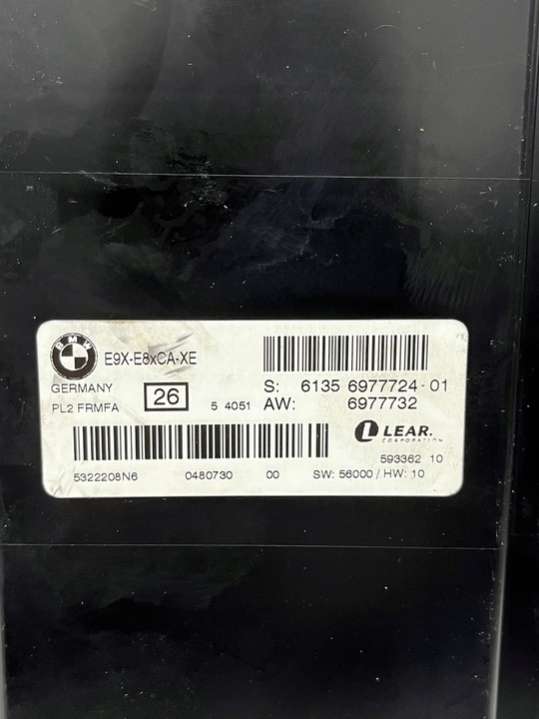 BMW
E9X-E8xCA-XE
GERMANY
26
S: 6135 6977724-01
PL2 FRMFA
5 4051
AW: 6977732
L LEAR.
CORPORATION
593362 10
5322208N6 0480730 00 SW: 56000 / HW: 10